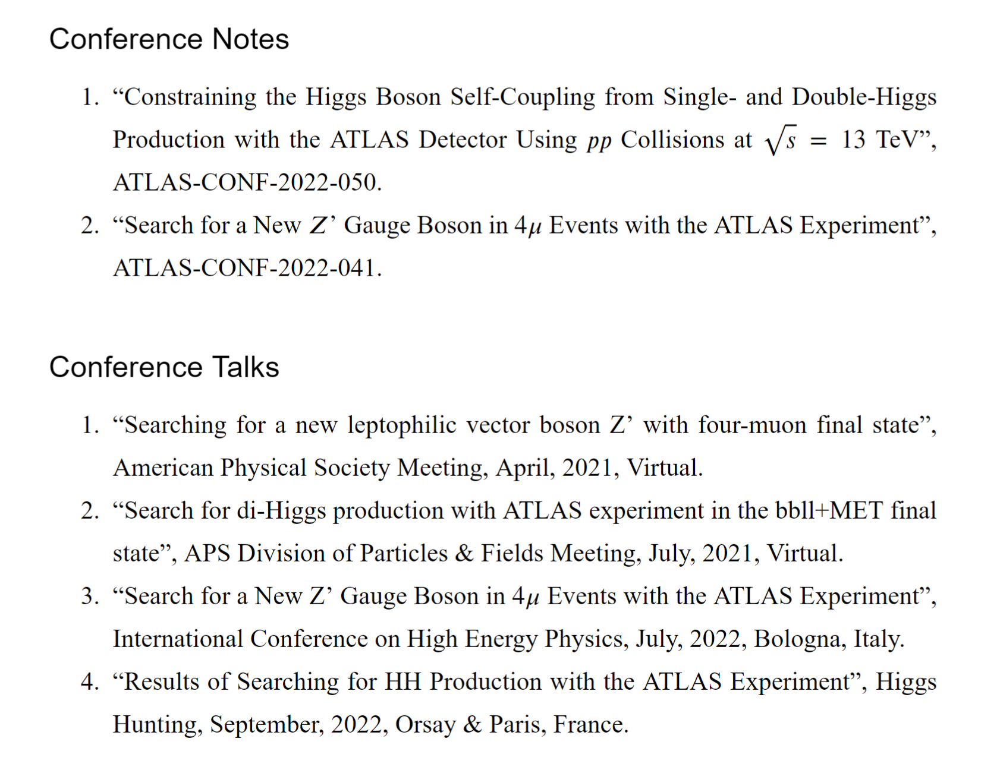 Conference Notes
1. “Constraining the Higgs Boson Self-Coupling from Single- and Double-Higgs
Production with the ATLAS Detector Using pp Collisions at √s = 13 TeV”,
ATLAS-CONF-2022-050.
2. “Search for a New Z’ Gauge Boson in 4μ Events with the ATLAS Experiment”,
ATLAS-CONF-2022-041.
Conference Talks
1. “Searching for a new leptophilic vector boson Z’ with four-muon final state”,
American Physical Society Meeting, April, 2021, Virtual.
2. “Search for di-Higgs production with ATLAS experiment in the bbll+MET final
state”, APS Division of Particles & Fields Meeting, July, 2021, Virtual.
3. “Search for a New Z’ Gauge Boson in 4μ Events with the ATLAS Experiment”,
International Conference on High Energy Physics, July, 2022, Bologna, Italy.
4. “Results of Searching for HH Production with the ATLAS Experiment”, Higgs
Hunting, September, 2022, Orsay & Paris, France.